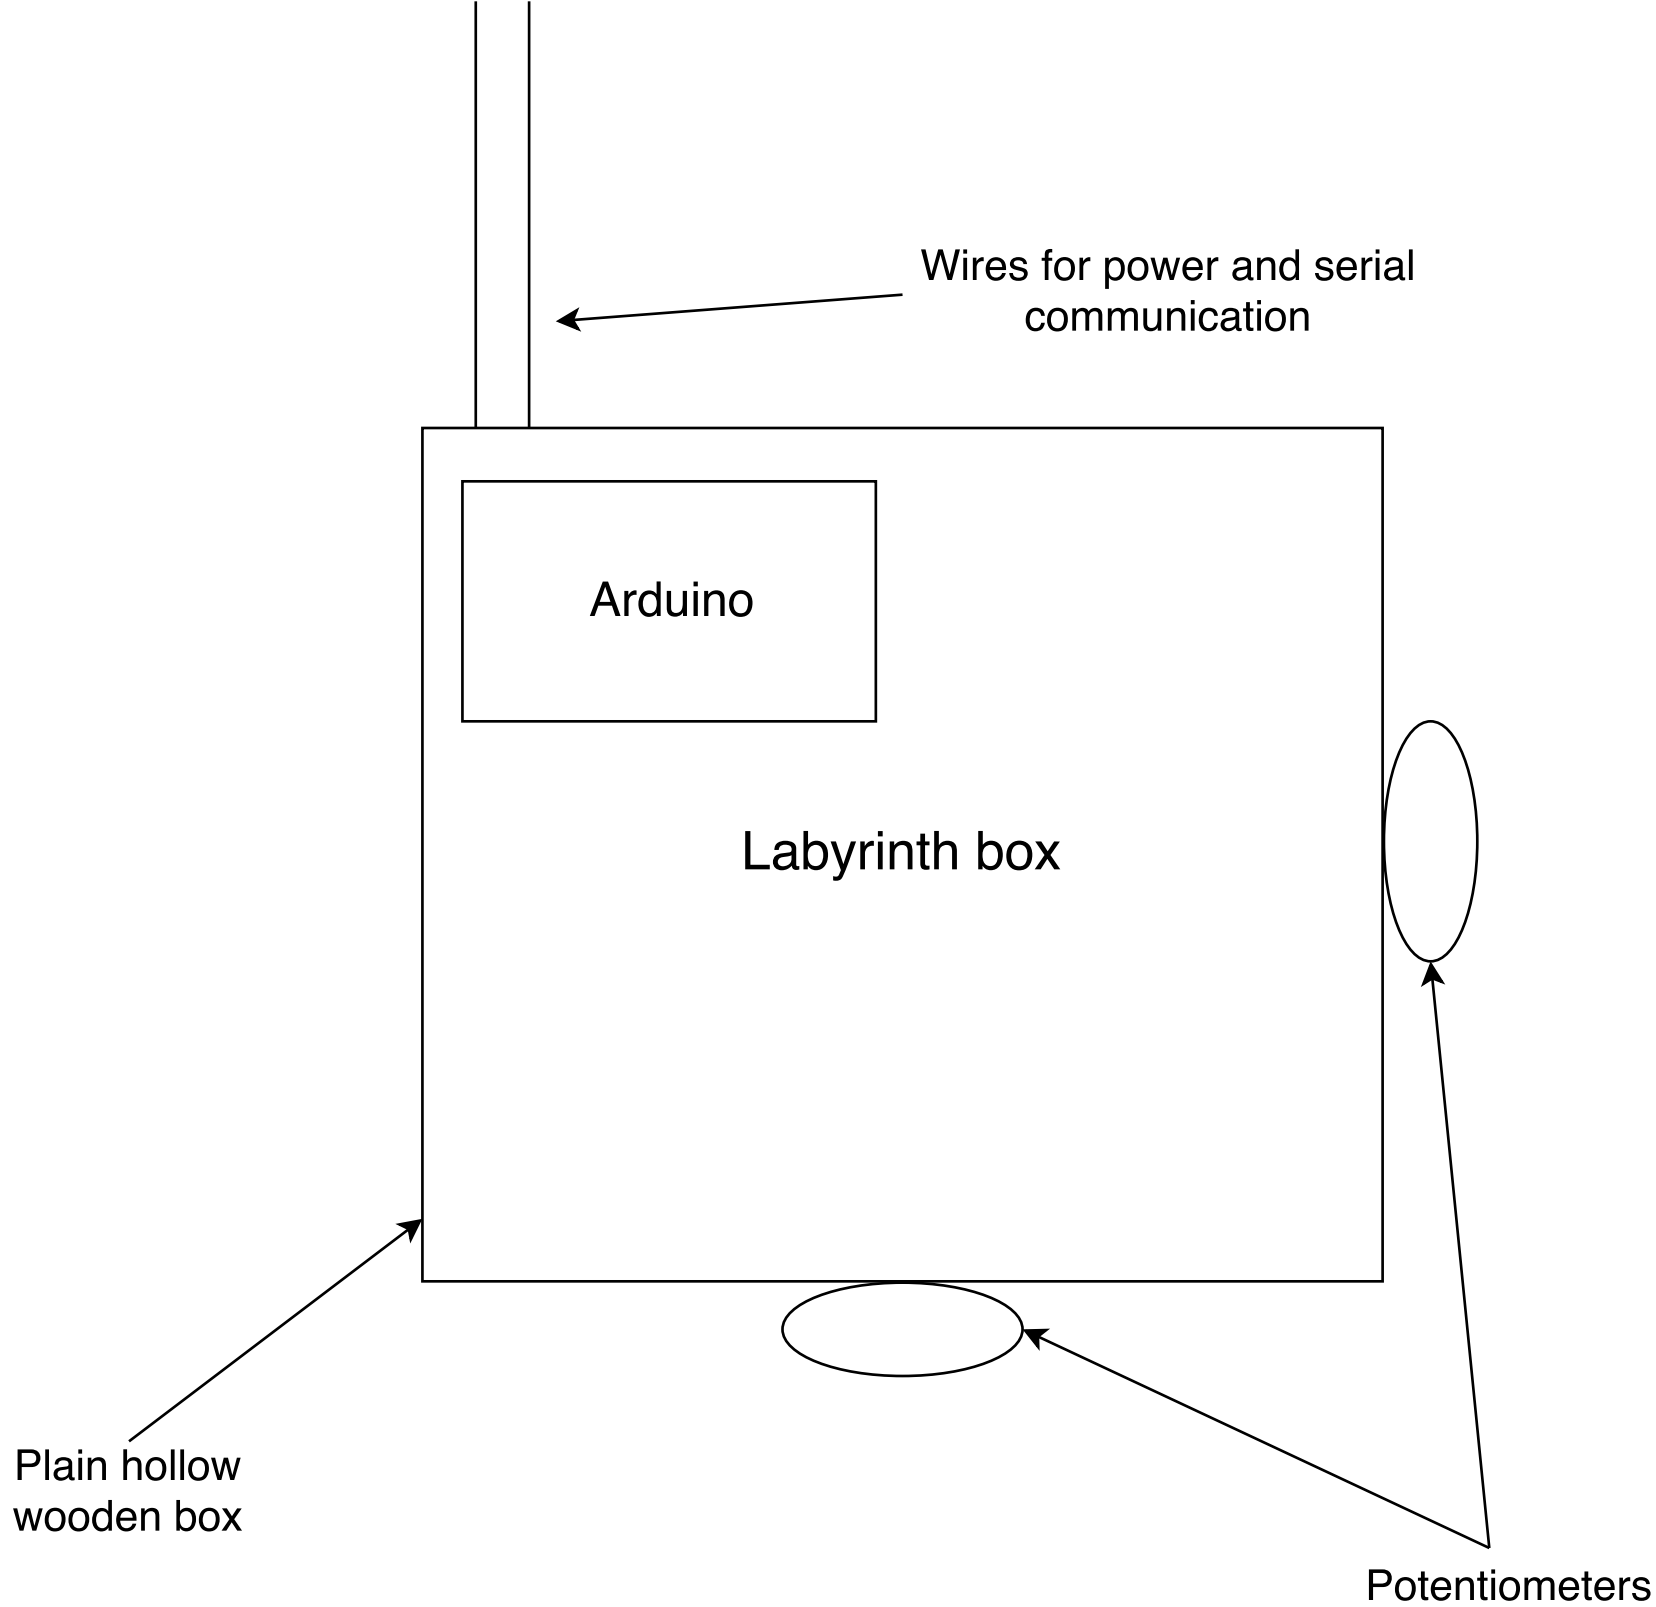 Wires for power and serial
communication
Arduino
Labyrinth box
Plain hollow
wooden box
Potentiometers